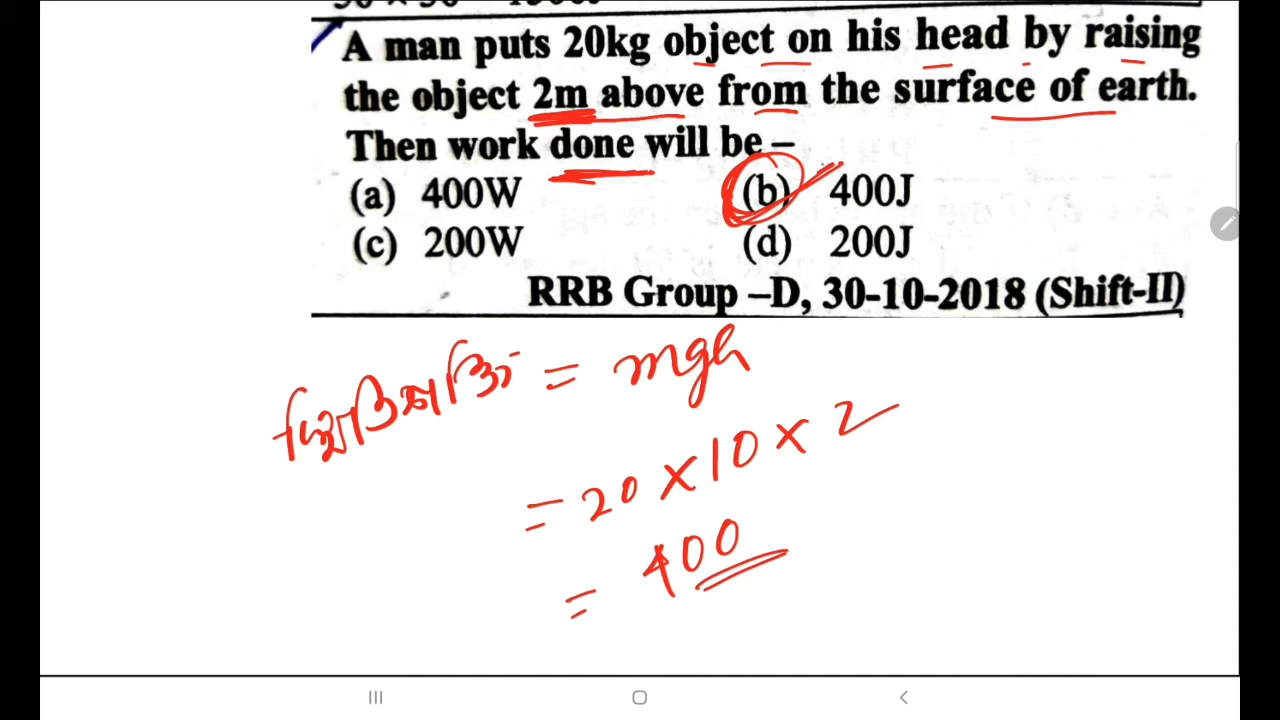 A man puts 20kg object on his head by raising
the object 2m above from the surface of earth.
Then work done will be –
(a) 400W (b) 400J
(c) 200W (d) 200J
RRB Group –D, 30-10-2018 (Shift-II)
= mgh
= 20 × 10 × 2
= 400